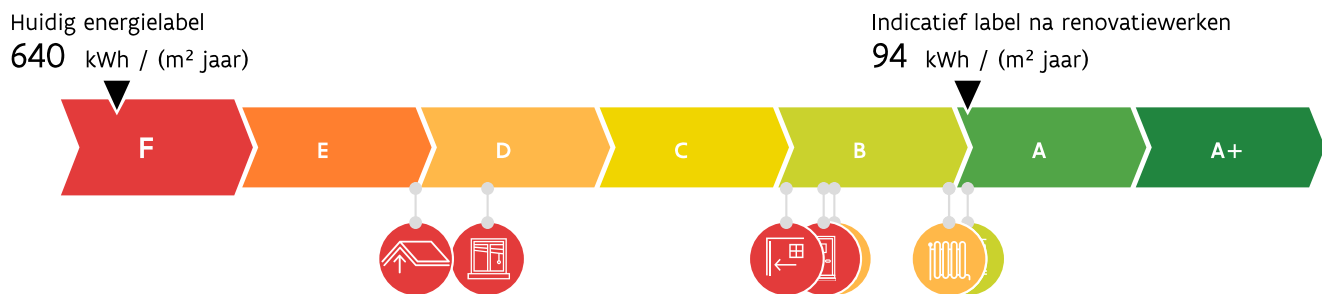 Huidig energielabel
640 kWh / (m² jaar)
Indicatief label na renovatiewerken
94 kWh / (m² jaar)
F E D C B A A+